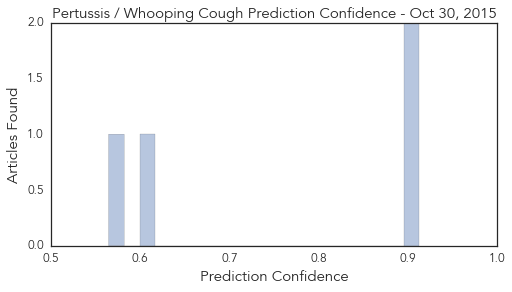 Pertussis / Whooping Cough Prediction Confidence - Oct 30, 2015
2.0
1.5
1.0
0.5
0.0
Articles Found
0.5 0.6 0.7 0.8 0.9 1.0
Prediction Confidence